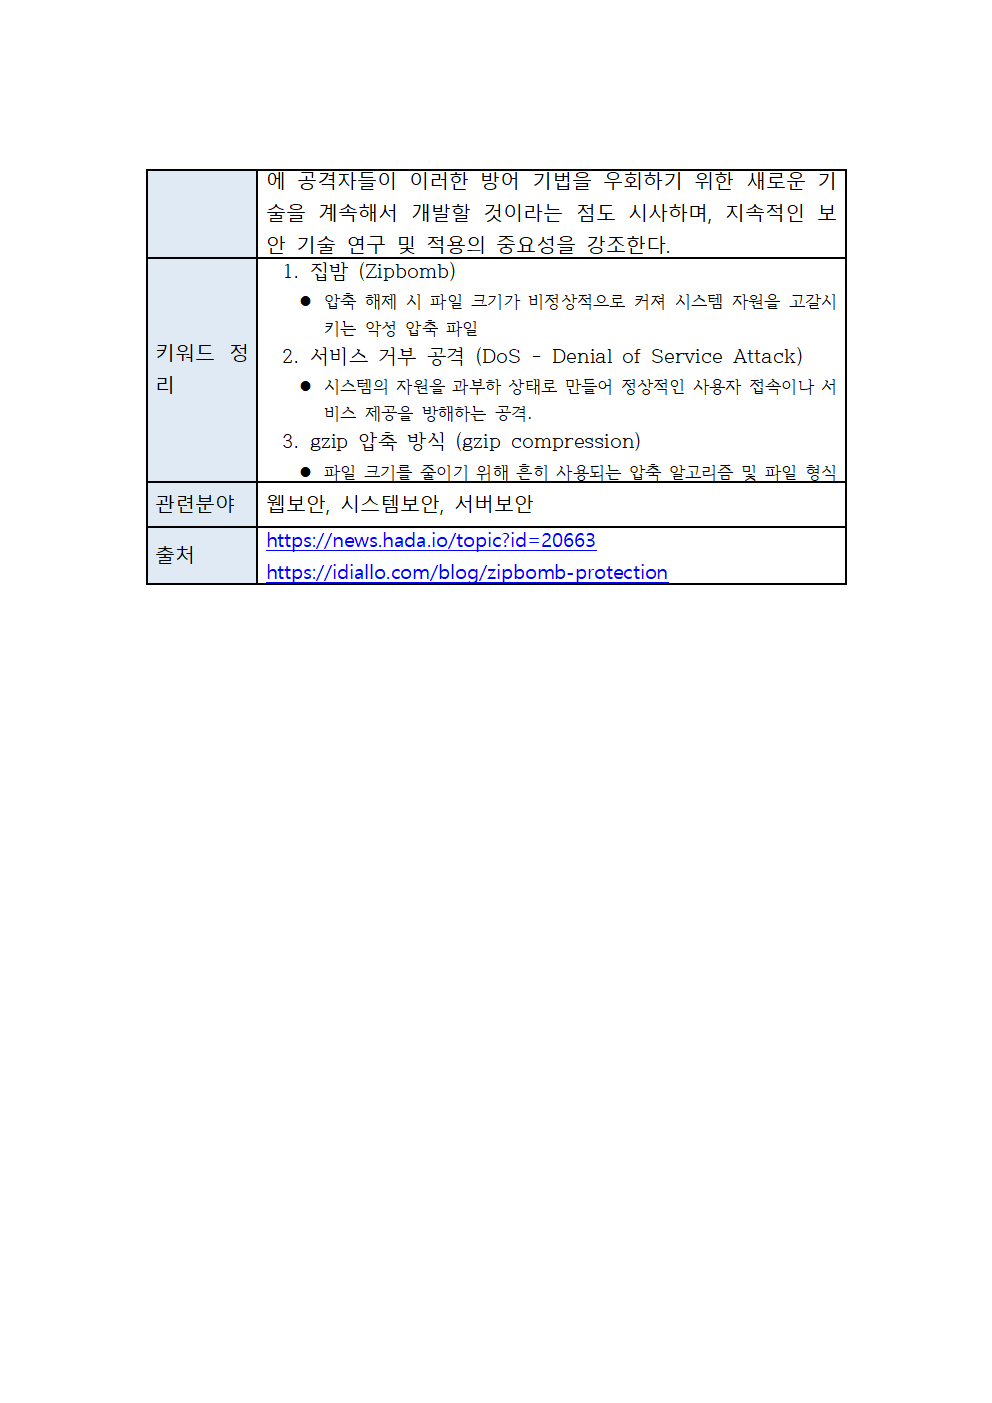 에 공격자들이 이러한 방어 기법을 우회하기 위한 새로운 기
술을 계속해서 개발할 것이라는 점도 시사하며, 지속적인 보
안 기술 연구 및 적용의 중요성을 강조한다.
키워드 정
리
1. 집밤 (Zipbomb)
● 압축 해제 시 파일 크기가 비정상적으로 커져 시스템 자원을 고갈시
키는 악성 압축 파일
2. 서비스 거부 공격 (DoS - Denial of Service Attack)
● 시스템의 자원을 과부하 상태로 만들어 정상적인 사용자 접속이나 서
비스 제공을 방해하는 공격.
3. gzip 압축 방식 (gzip compression)
● 파일 크기를 줄이기 위해 흔히 사용되는 압축 알고리즘 및 파일 형식
관련분야
웹보안, 시스템보안, 서버보안
출처
https://news.hada.io/topic?id=20663
https://idiallo.com/blog/zipbomb-protection